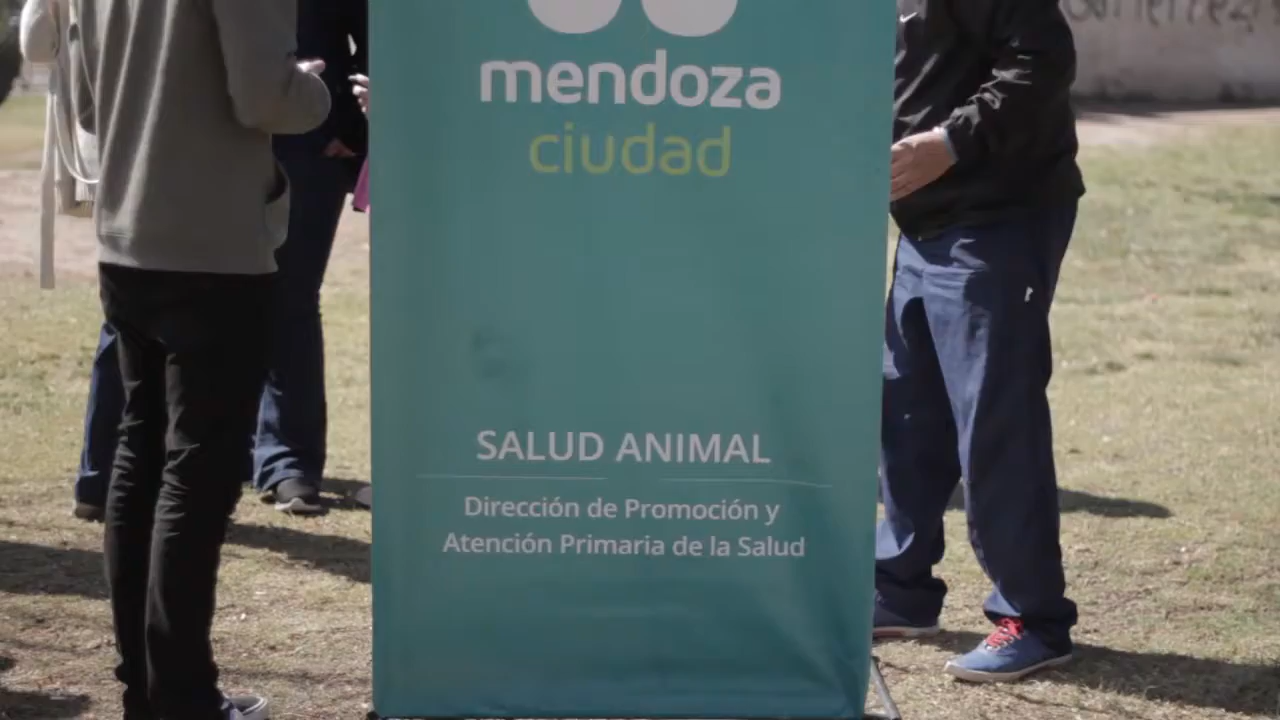 mendoza
ciudad
SALUD ANIMAL
Dirección de Promoción y
Atención Primaria de la Salud